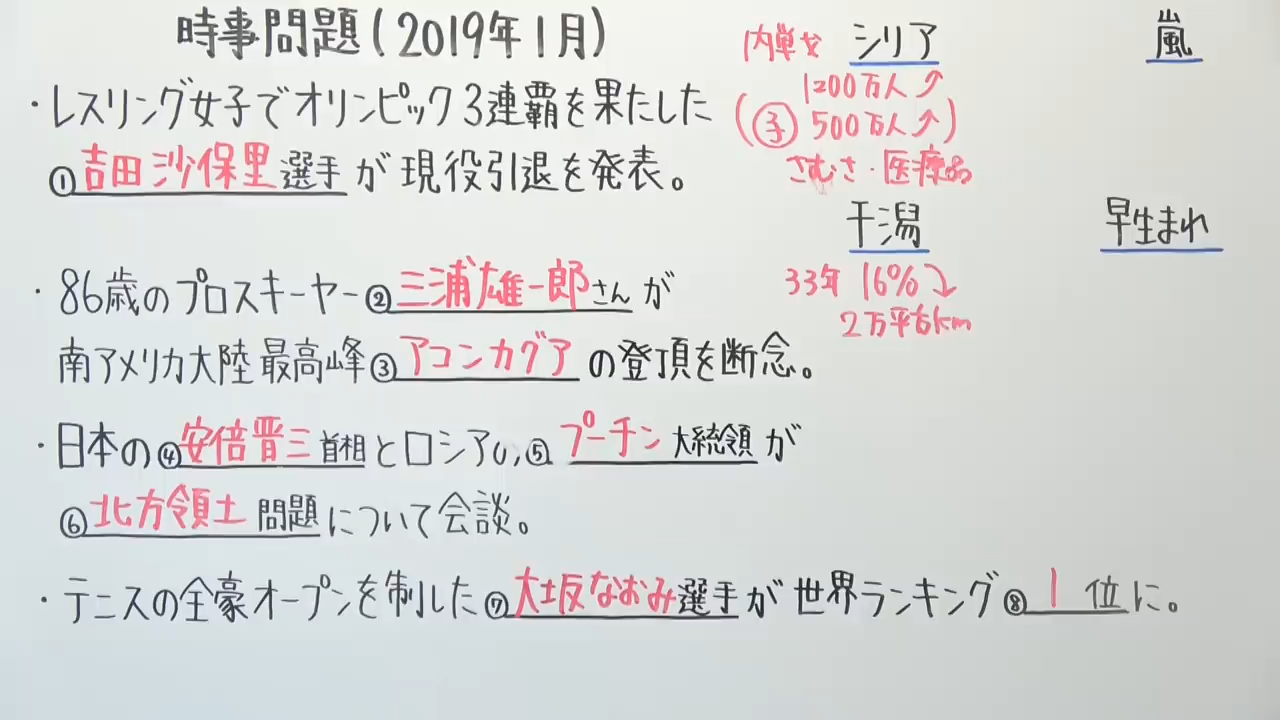 時事問題(2019年1月)
・レスリング女子でオリンピック3連覇を果たした
①吉田沙保里選手が現役引退を発表。
・86歳のプロスキーヤー②三浦雄一郎さんが
南アメリカ大陸最高峰③アコンカグアの登頂を断念。
・日本の④安倍晋三首相とロシアの⑤プーチン大統領が
⑥北方領土問題について会談。
・テニスの全豪オープンを制した⑦大坂なおみ選手が世界ランキング⑧1位に。
内戦 シリア
1200万人↗
(子 500万人↗)
さむさ・医療品
干潟
33年 16%↘
2万平方km
嵐
早生まれ